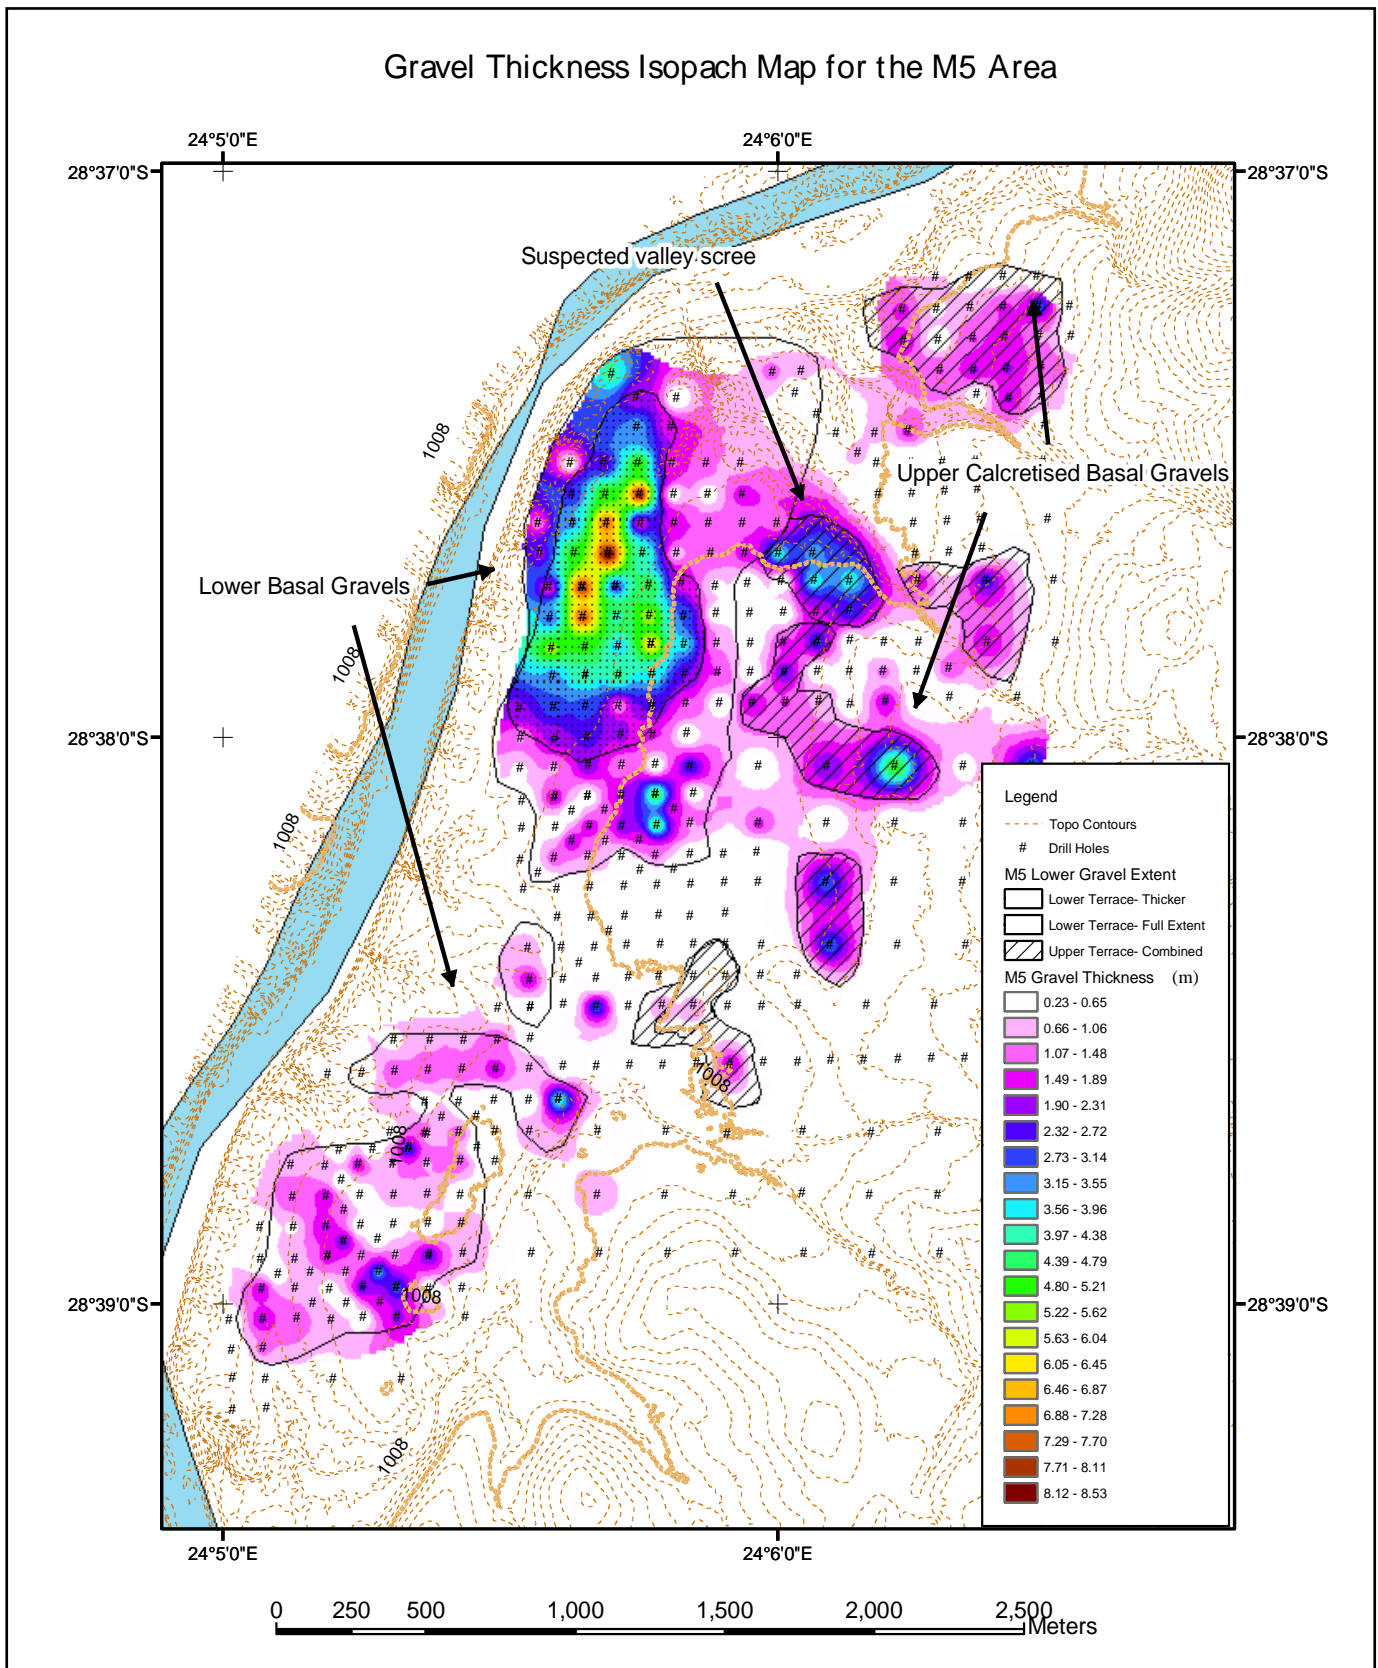 Gravel Thickness Isopach Map for the M5 Area
24°5'0"E
24°6'0"E
28°37'0"S
28°37'0"S
Suspected valley scree
1008
Upper Calcretised Basal Gravels
Lower Basal Gravels
1008
28°38'0"S
28°38'0"S
1008
Legend
Topo Contours
# Drill Holes
M5 Lower Gravel Extent
Lower Terrace- Thicker
Lower Terrace- Full Extent
Upper Terrace- Combined
M5 Gravel Thickness (m)
0.23 - 0.65
0.66 - 1.06
1.07 - 1.48
1.49 - 1.89
1.90 - 2.31
2.32 - 2.72
2.73 - 3.14
3.15 - 3.55
3.56 - 3.96
3.97 - 4.38
4.39 - 4.79
4.80 - 5.21
5.22 - 5.62
5.63 - 6.04
6.05 - 6.45
6.46 - 6.87
6.88 - 7.28
7.29 - 7.70
7.71 - 8.11
8.12 - 8.53
1008
1008
1008
28°39'0"S
28°39'0"S
1008
24°5'0"E
24°6'0"E
0 250 500 1,000 1,500 2,000 2,500
Meters